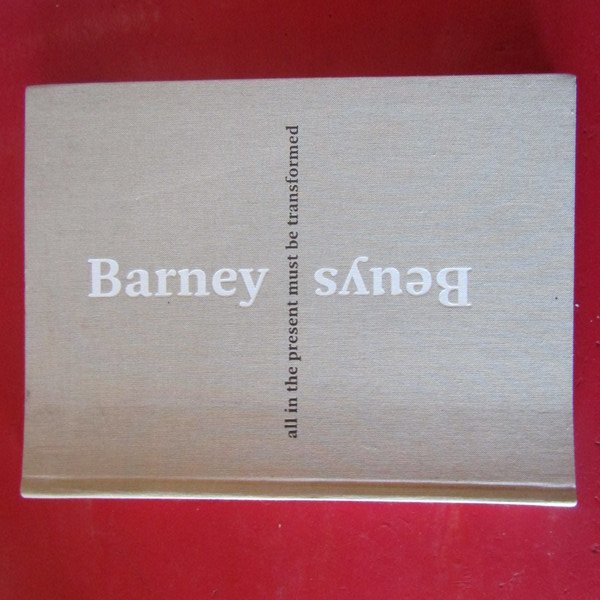 Barney
all in the present must be transformed
Beuys